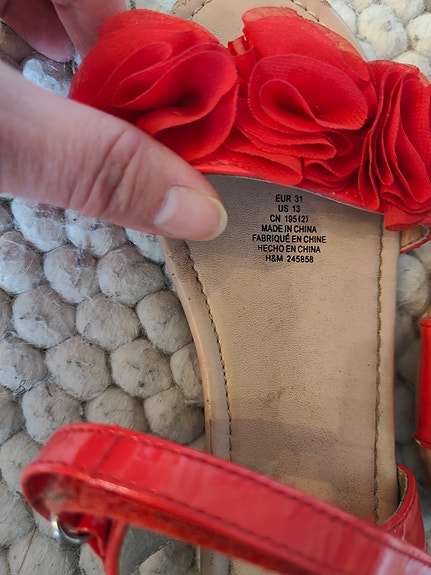 EUR 31
US 13
CN 195(2)
MADE IN CHINA
FABRIQUÉ EN CHINE
HECHO EN CHINA
H&M 245858